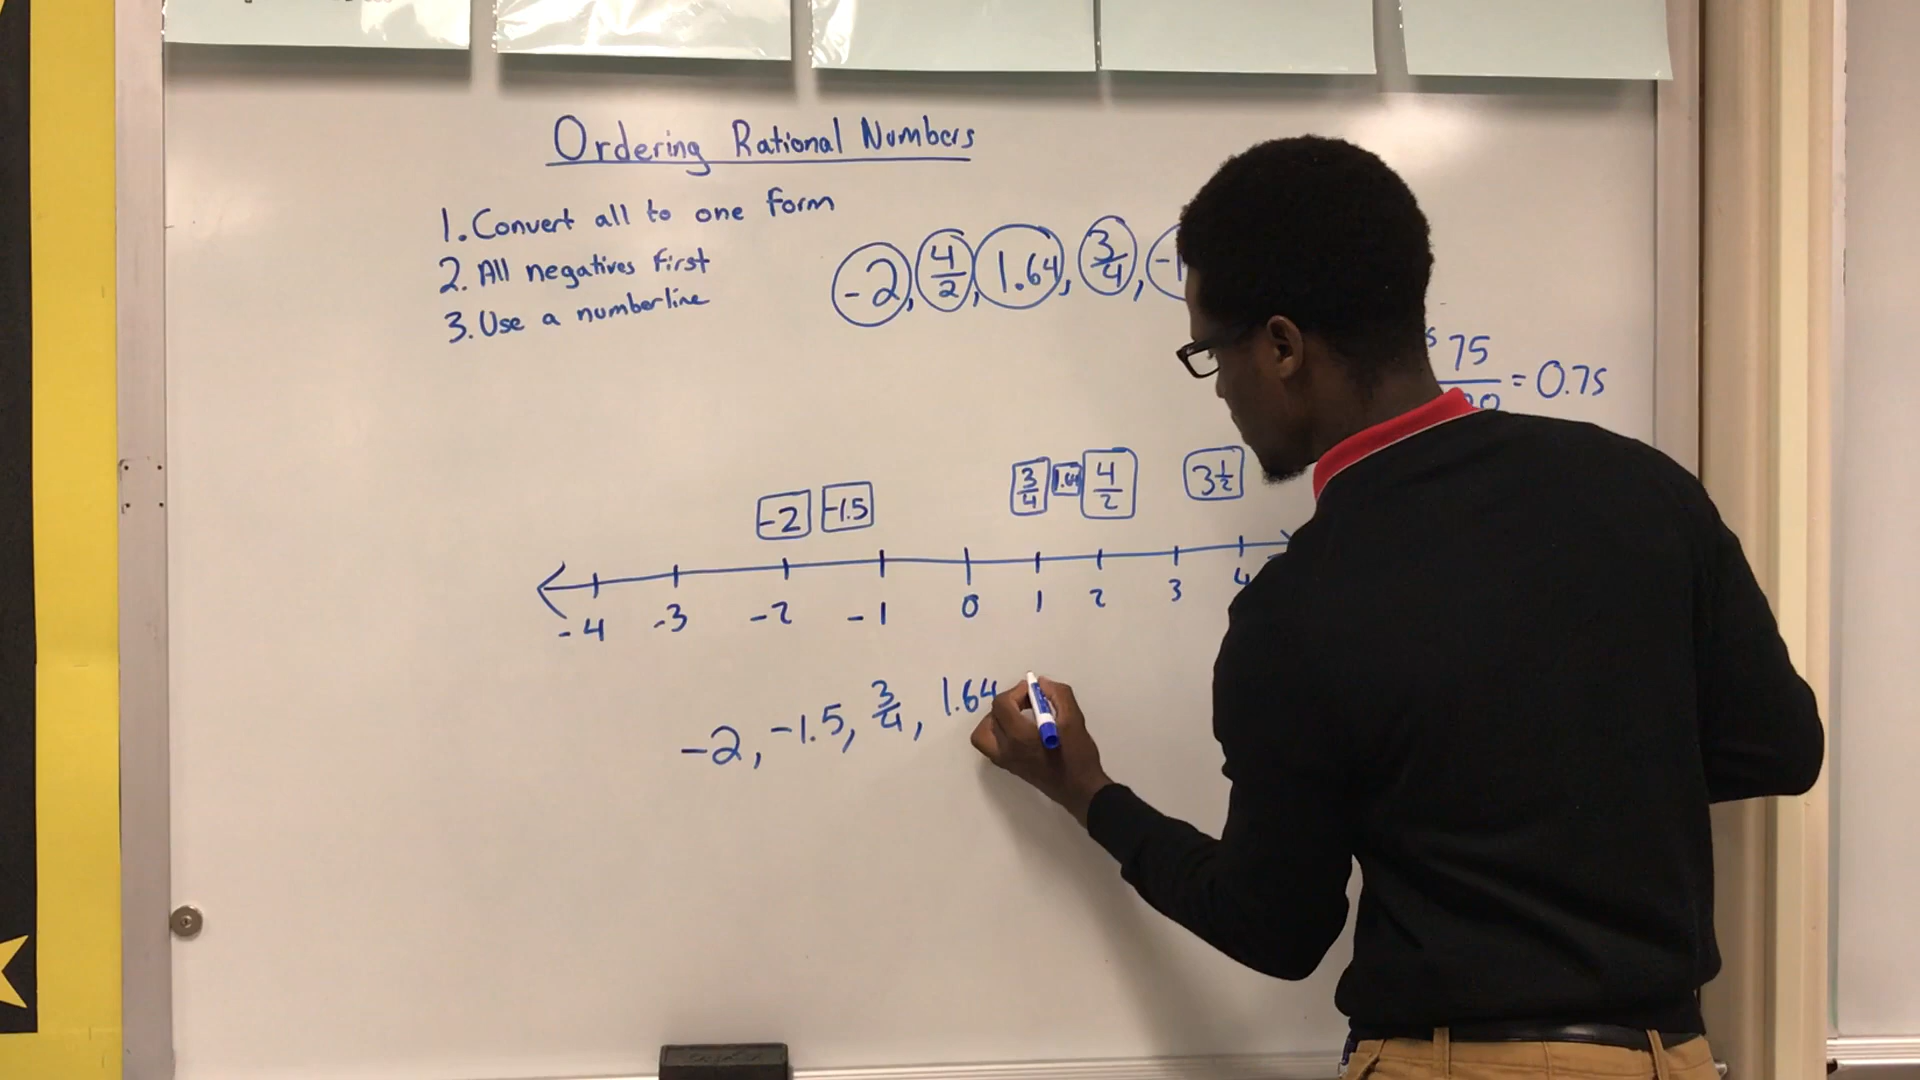 Ordering Rational Numbers
1. Convert all to one form
2. All negatives first
3. Use a numberline
-2, 4/2, 1.64, 3/4, -1
75
= 0.75
-2 -1.5 3/4 1.64 4/2 3 1/2
-4 -3 -2 -1 0 1 2 3 4
-2, -1.5, 3/4, 1.64